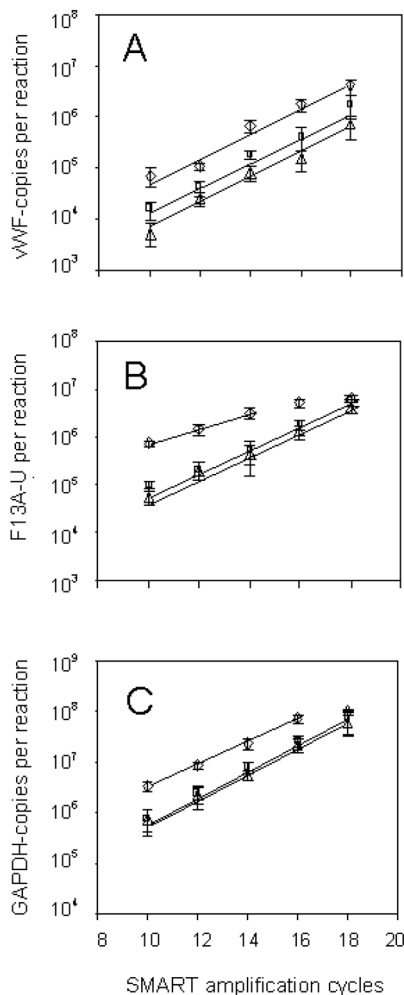 A
10^8
10^7
10^6
10^5
10^4
10^3
vWF-copies per reaction
B
10^8
10^7
10^6
10^5
10^4
10^3
F13A-U per reaction
C
10^9
10^8
10^7
10^6
10^5
10^4
GAPDH-copies per reaction
8 10 12 14 16 18 20
SMART amplification cycles